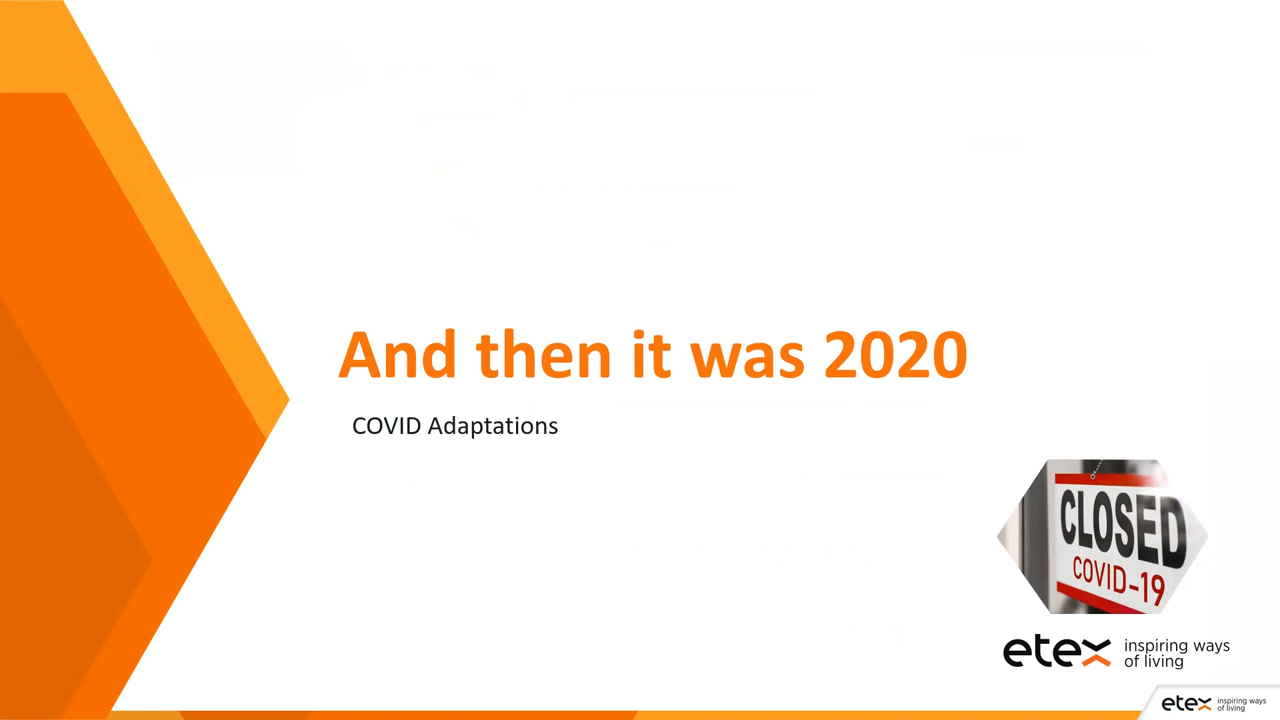 And then it was 2020
COVID Adaptations
CLOSED
COVID-19
etex inspiring ways
of living
etex inspiring ways
of living